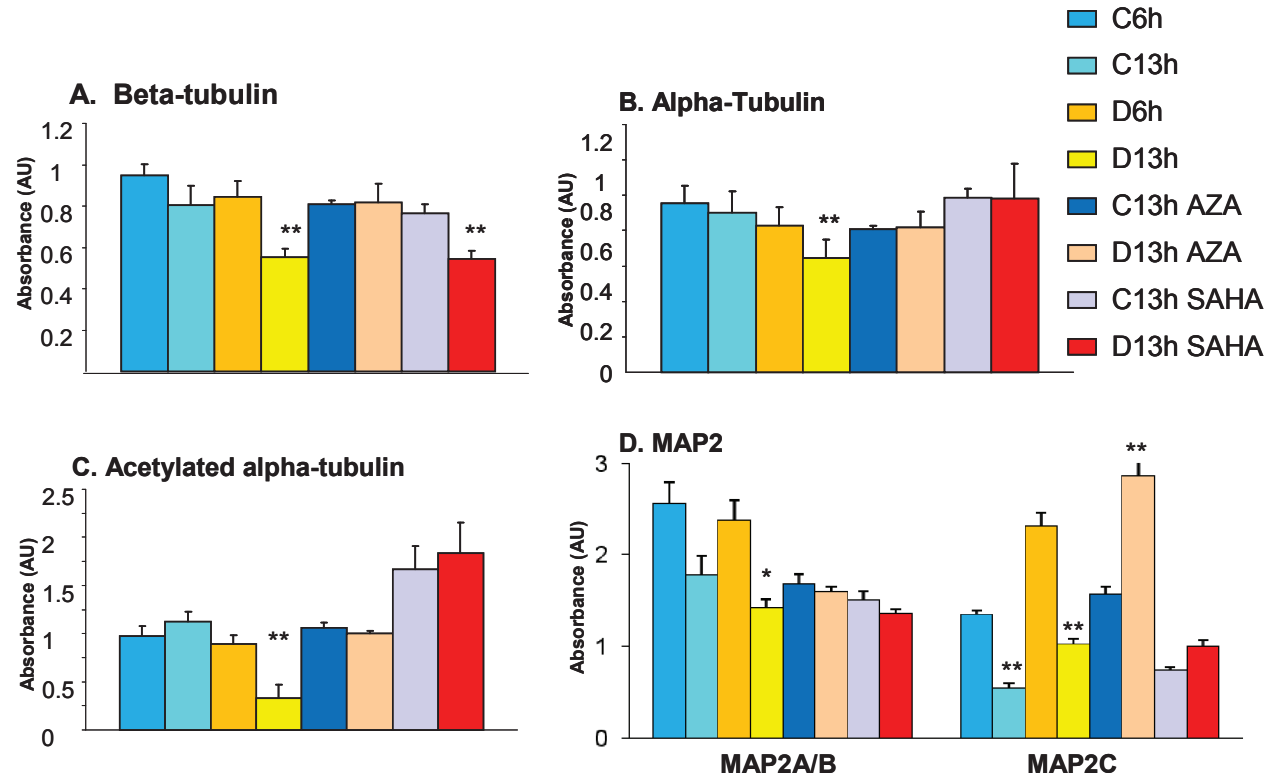 C6h
C13h
D6h
D13h
C13h AZA
D13h AZA
C13h SAHA
D13h SAHA
A. Beta-tubulin
Absorbance (AU)
1.2
1
0.8
0.6
0.4
0.2
**
**
B. Alpha-Tubulin
Absorbance (AU)
1.2
1
0.8
0.6
0.4
0.2
0
**
C. Acetylated alpha-tubulin
Absorbance (AU)
2.5
2
1.5
1
0.5
0
**
D. MAP2
Absorbance (AU)
3
2
1
0
*
**
**
**
MAP2A/B
MAP2C